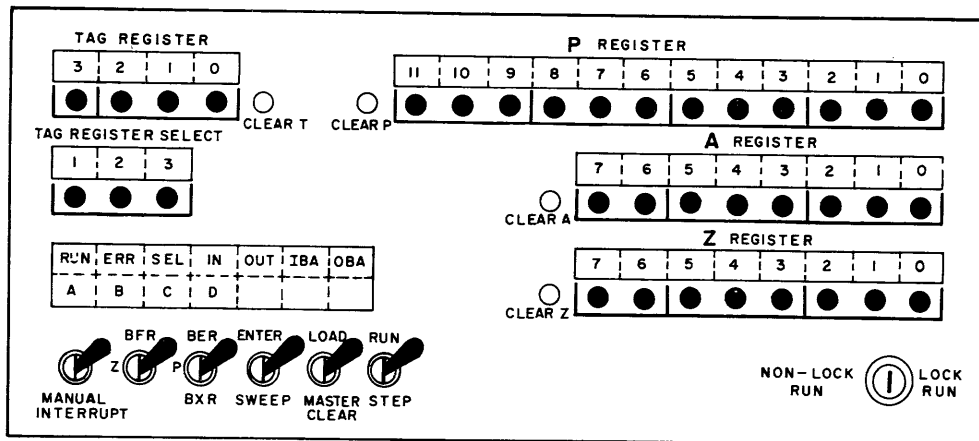 TAG REGISTER
3 2 1 0
CLEAR T
P REGISTER
11 10 9 8 7 6 5 4 3 2 1 0
CLEAR P
TAG REGISTER SELECT
1 2 3
A REGISTER
7 6 5 4 3 2 1 0
CLEAR A
Z REGISTER
7 6 5 4 3 2 1 0
CLEAR Z
RUN ERR SEL IN OUT IBA OBA
A B C D
BFR BER ENTER LOAD RUN
Z P
MANUAL INTERRUPT
BXR SWEEP MASTER CLEAR STEP
NON-LOCK RUN
LOCK RUN